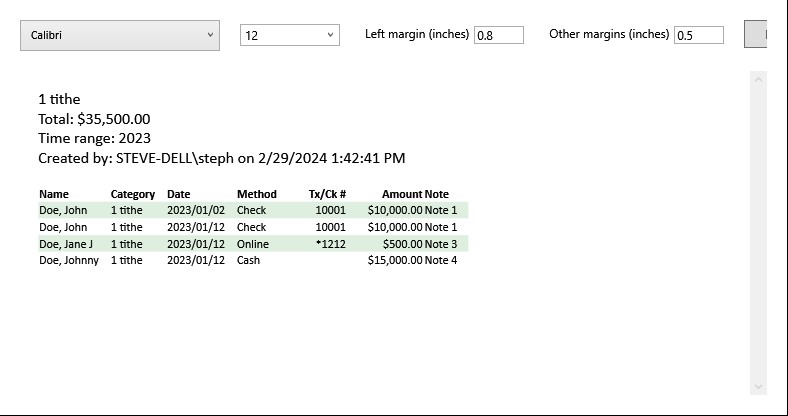 Calibri 12 Left margin (inches) 0.8 Other margins (inches) 0.5
1 tithe
Total: $35,500.00
Time range: 2023
Created by: STEVE-DELL\steph on 2/29/2024 1:42:41 PM
Name Category Date Method Tx/Ck # Amount Note
Doe, John 1 tithe 2023/01/02 Check 10001 $10,000.00 Note 1
Doe, John 1 tithe 2023/01/12 Check 10001 $10,000.00 Note 1
Doe, Jane J 1 tithe 2023/01/12 Online *1212 $500.00 Note 3
Doe, Johnny 1 tithe 2023/01/12 Cash $15,000.00 Note 4